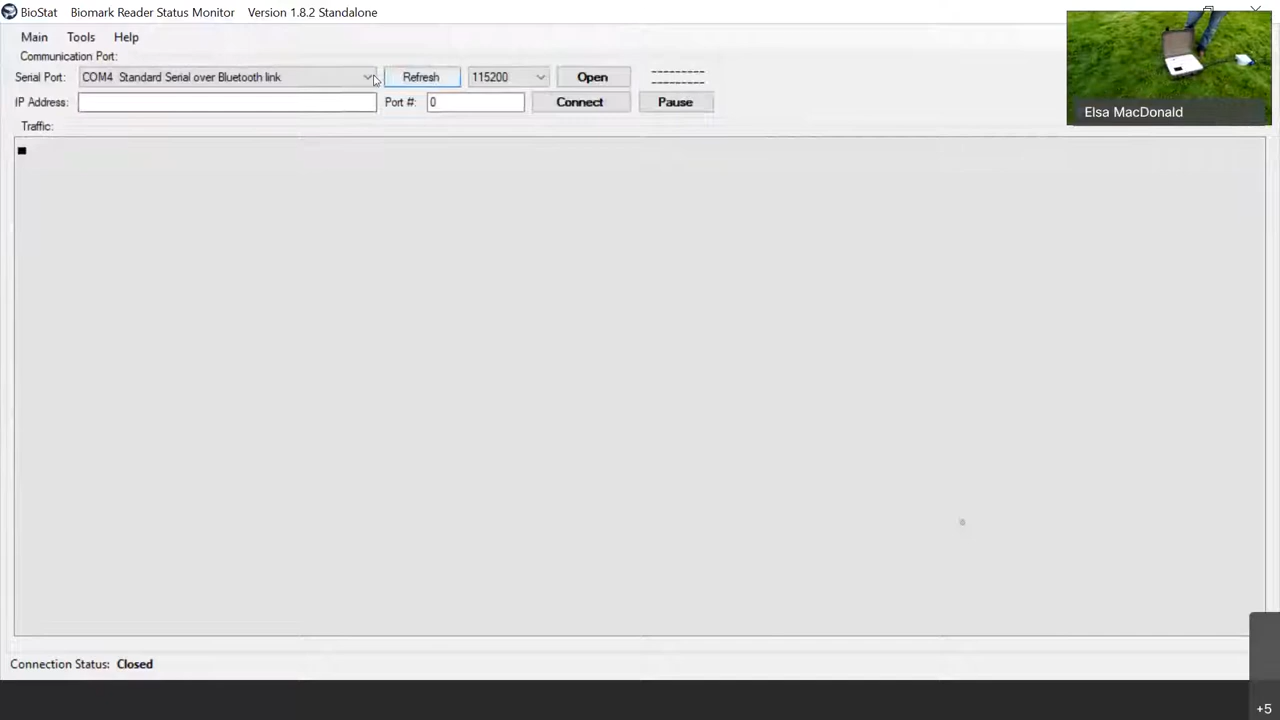 BioStat Biomark Reader Status Monitor Version 1.8.2 Standalone
Main Tools Help
Communication Port:
Serial Port: COM4 Standard Serial over Bluetooth link Refresh 115200 Open ---------
---------
IP Address: Port #: 0 Connect Pause
Elsa MacDonald
Traffic:
Connection Status: Closed
+5